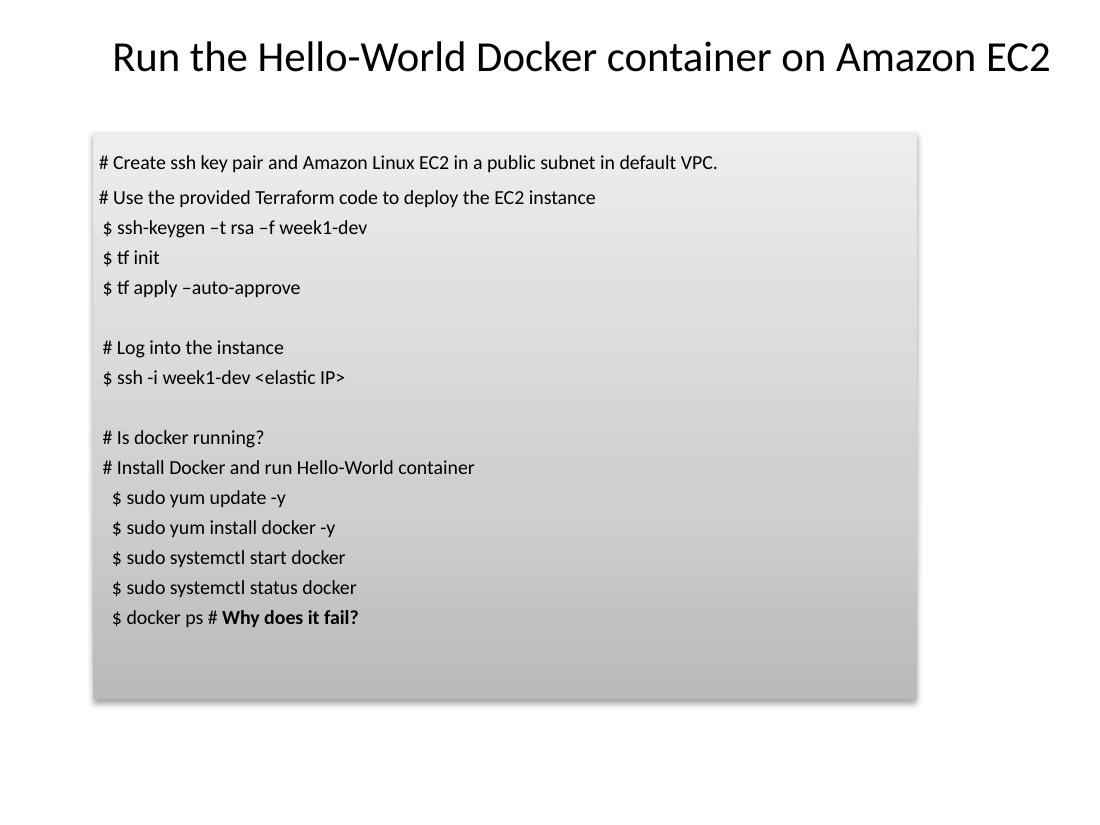 Run the Hello-World Docker container on Amazon EC2
# Create ssh key pair and Amazon Linux EC2 in a public subnet in default VPC.
# Use the provided Terraform code to deploy the EC2 instance
$ ssh-keygen –t rsa –f week1-dev
$ tf init
$ tf apply –auto-approve
# Log into the instance
$ ssh -i week1-dev <elastic IP>
# Is docker running?
# Install Docker and run Hello-World container
$ sudo yum update -y
$ sudo yum install docker -y
$ sudo systemctl start docker
$ sudo systemctl status docker
$ docker ps # Why does it fail?